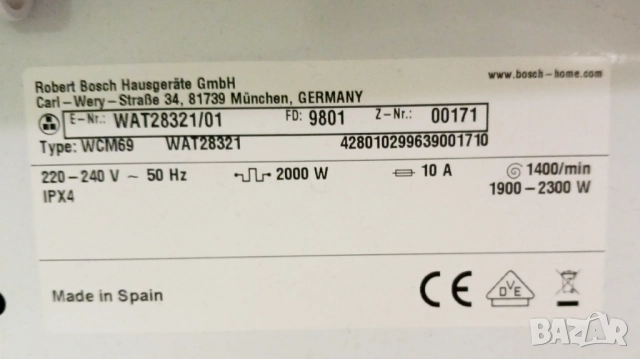 Robert Bosch Hausgeräte GmbH
www.bosch-home.com
Carl-Wery-Straße 34, 81739 München, GERMANY
E-Nr.: WAT28321/01 FD: 9801 Z-Nr.: 00171
Type: WCM69 WAT28321 428010299639001710
220-240 V ~ 50 Hz 2000 W 10 A 1400/min
IPX4 1900-2300 W
Made in Spain
CE
OVE
BAZAR